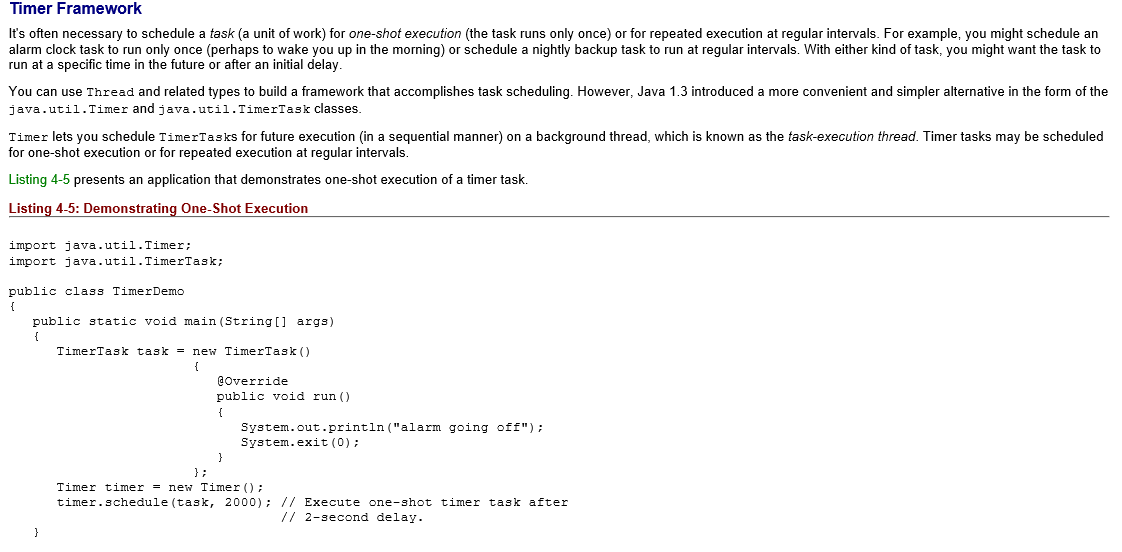 Timer Framework
It's often necessary to schedule a task (a unit of work) for one-shot execution (the task runs only once) or for repeated execution at regular intervals. For example, you might schedule an
alarm clock task to run only once (perhaps to wake you up in the morning) or schedule a nightly backup task to run at regular intervals. With either kind of task, you might want the task to
run at a specific time in the future or after an initial delay.
You can use Thread and related types to build a framework that accomplishes task scheduling. However, Java 1.3 introduced a more convenient and simpler alternative in the form of the
java.util.Timer and java.util.TimerTask classes.
Timer lets you schedule TimerTasks for future execution (in a sequential manner) on a background thread, which is known as the task-execution thread. Timer tasks may be scheduled
for one-shot execution or for repeated execution at regular intervals.
Listing 4-5 presents an application that demonstrates one-shot execution of a timer task.
Listing 4-5: Demonstrating One-Shot Execution
import java.util.Timer;
import java.util.TimerTask;
public class TimerDemo
{
public static void main(String[] args)
{
TimerTask task = new TimerTask()
{
@Override
public void run()
{
System.out.println("alarm going off");
System.exit(0);
}
};
Timer timer = new Timer();
timer.schedule(task, 2000); // Execute one-shot timer task after
// 2-second delay.
}